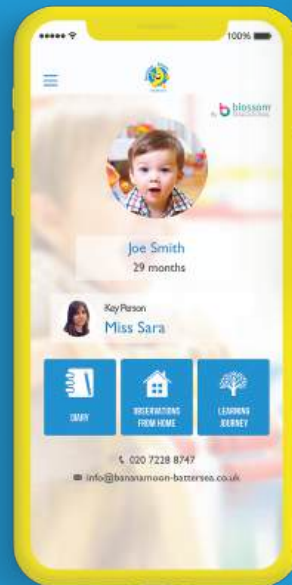 100%
by blossom
Joe Smith
29 months
Key Person
Miss Sara
DIARY
OBSERVATIONS
FROM HOME
LEARNING
JOURNEY
020 7228 8747
info@bananamoon-battersea.co.uk